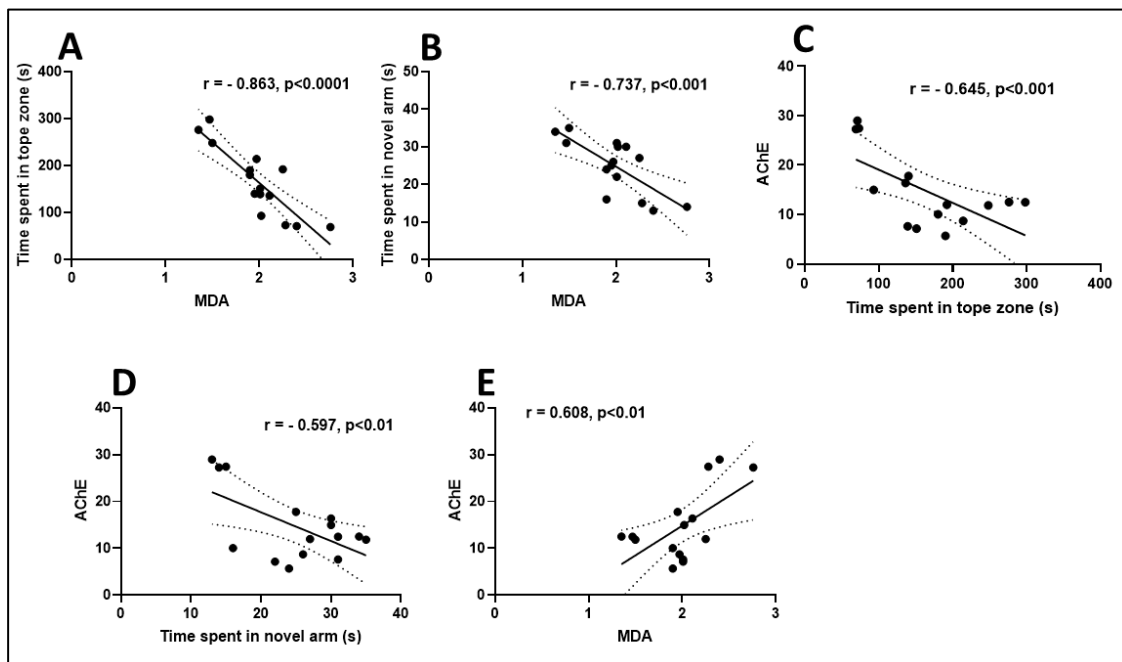 A
r = - 0.863, p<0.0001
Time spent in tope zone (s)
400
300
200
100
0
0 1 2 3
MDA
B
r = - 0.737, p<0.001
Time spent in novel arm (s)
50
40
30
20
10
0
0 1 2 3
MDA
C
r = - 0.645, p<0.001
AChE
40
30
20
10
0
0 100 200 300 400
Time spent in tope zone (s)
D
r = - 0.597, p<0.01
AChE
40
30
20
10
0
0 10 20 30 40
Time spent in novel arm (s)
E
r = 0.608, p<0.01
AChE
40
30
20
10
0
0 1 2 3
MDA